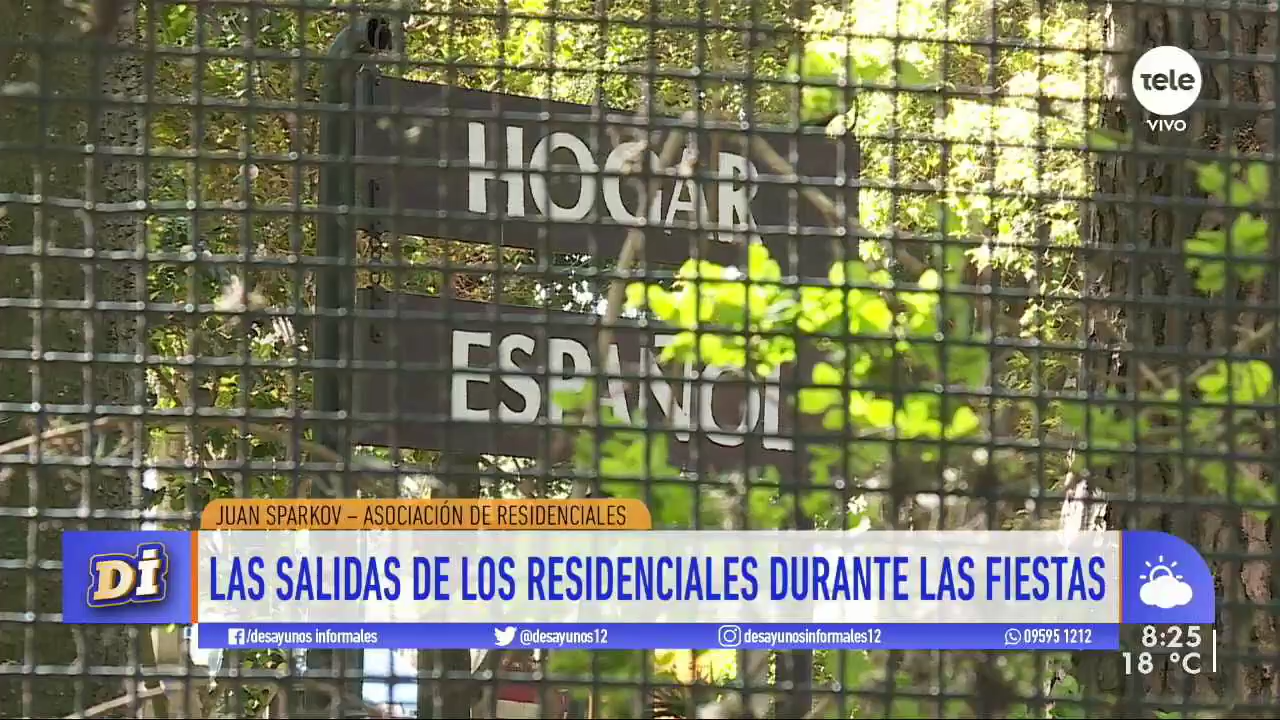 HOGAR
ESPAÑOL
tele
VIVO
JUAN SPARKOV – ASOCIACIÓN DE RESIDENCIALES
Di
LAS SALIDAS DE LOS RESIDENCIALES DURANTE LAS FIESTAS
/desayunos informales @desayunos12 desayunosinformales12 09595 1212
8:25
18 °C